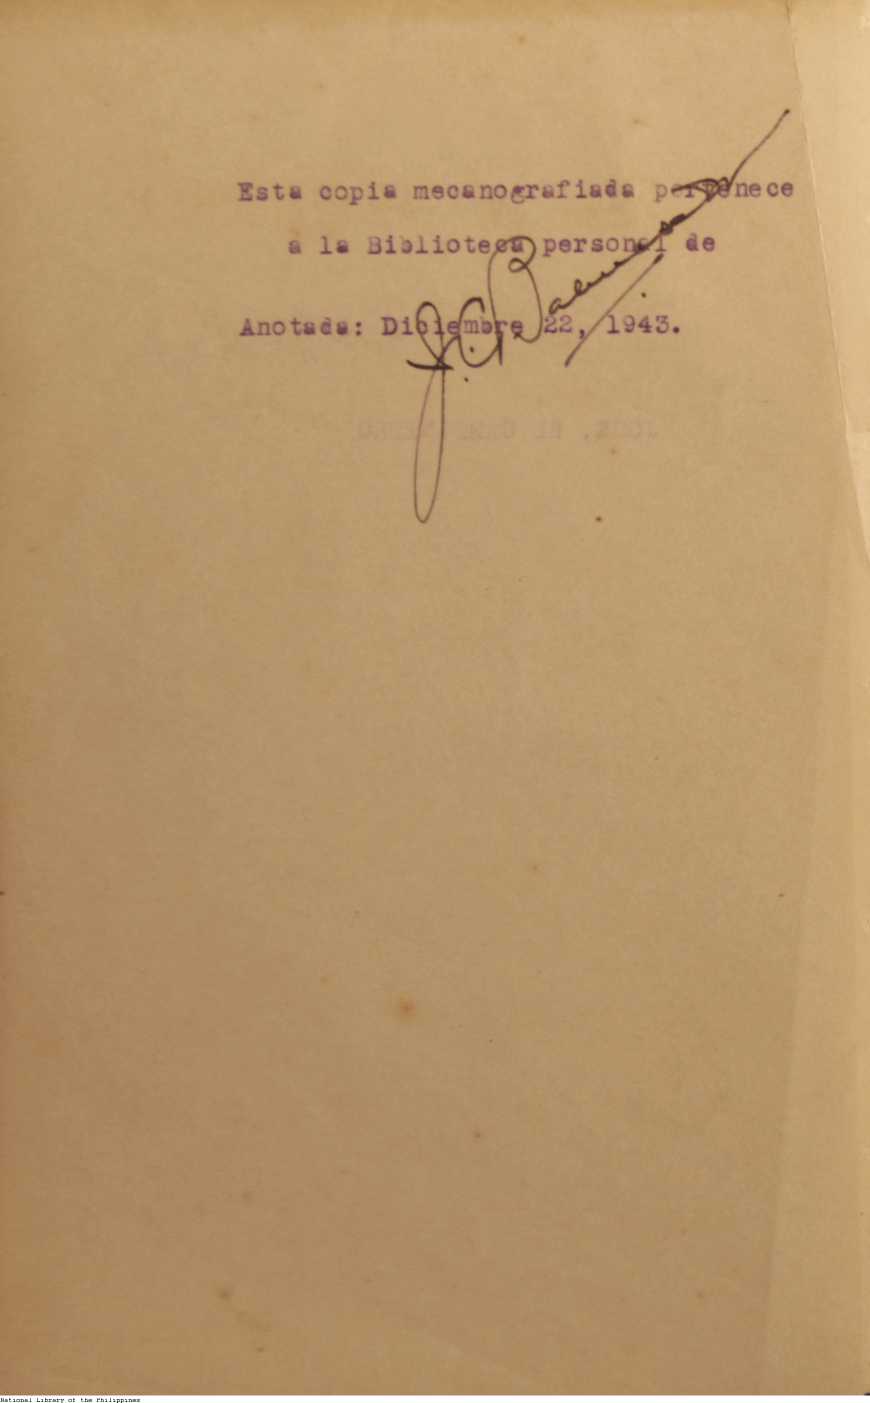 Esta copia mecanografiada pertenece
a la Biblioteca personal de
Anotada: Diciembre 22, 1943.
National Library of the Philippines